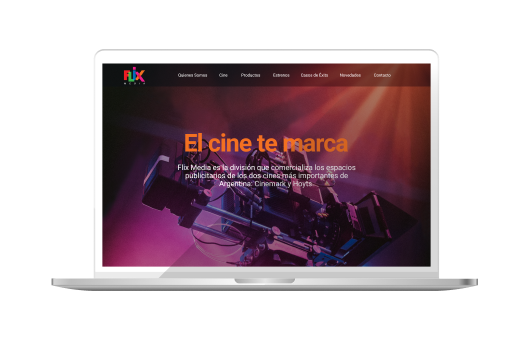 FLIX
MEDIA
Quienes Somos Cine Productos Estrenos Casos de Éxito Novedades Contacto
El cine te marca
Flix Media es la división que comercializa los espacios
publicitarios de los dos cines más importantes de
Argentina: Cinemark y Hoyts.